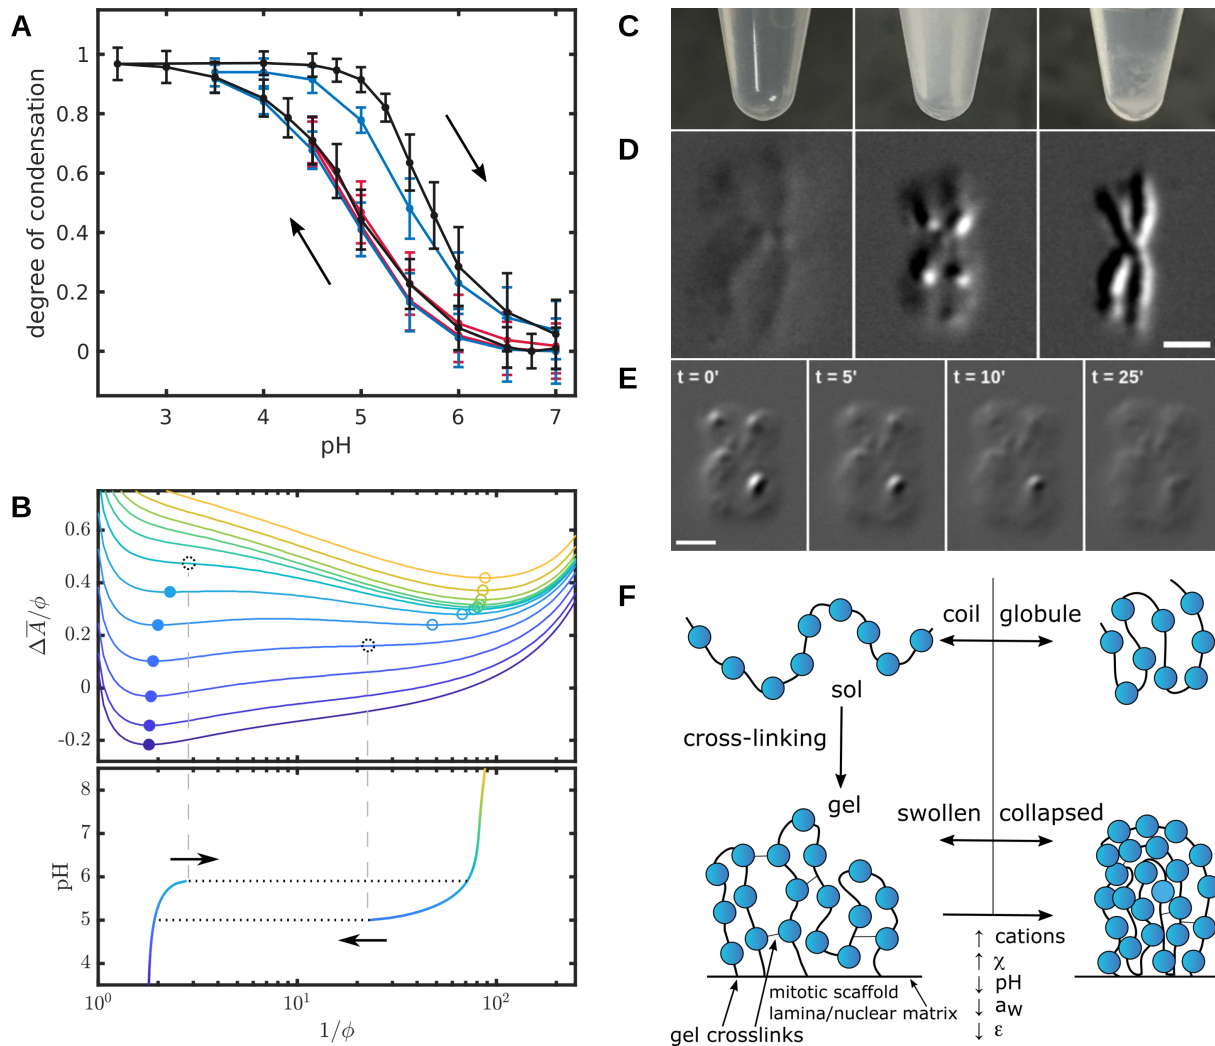 A
degree of condensation
1
0.8
0.6
0.4
0.2
0
3 4 5 6 7
pH
B
ΔA̅/ϕ
0.6
0.4
0.2
0
-0.2
pH
8
7
6
5
4
10⁰ 10¹ 10²
1/ϕ
C
D
E
t = 0' t = 5' t = 10' t = 25'
F
coil globule
sol
cross-linking
gel
swollen collapsed
↑ cations
↑ χ
↓ pH
↓ aw
↓ ε
mitotic scaffold
lamina/nuclear matrix
gel crosslinks